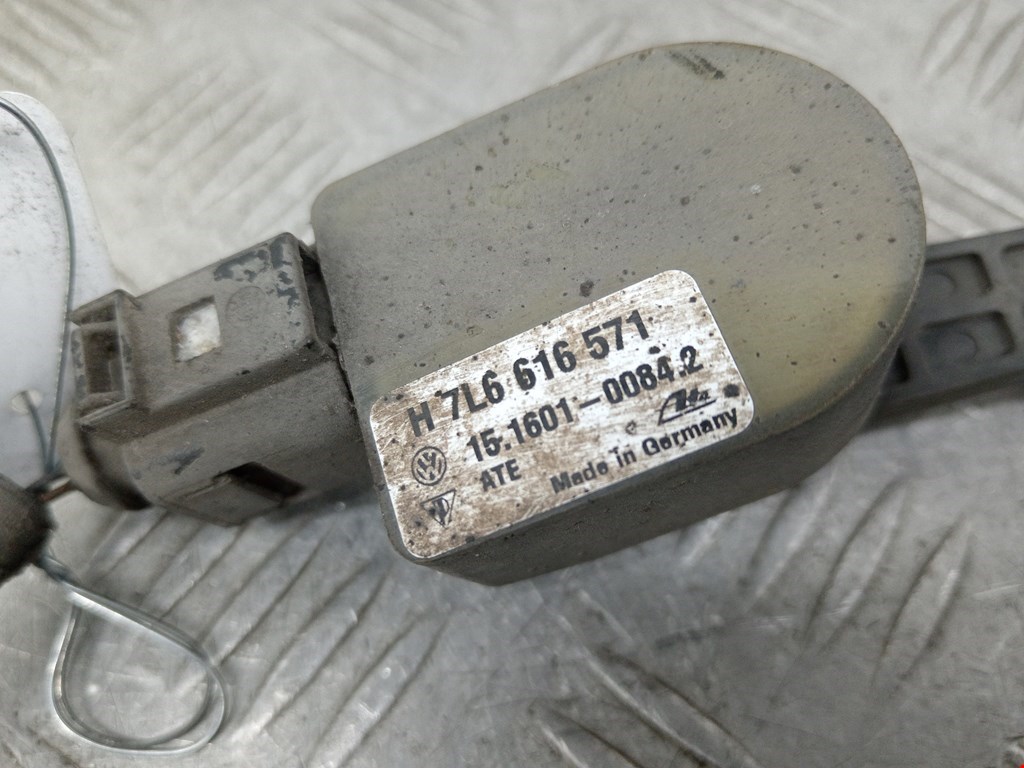 H 7L6 616 571
15.1601-0084.2
ATE
Made in Germany